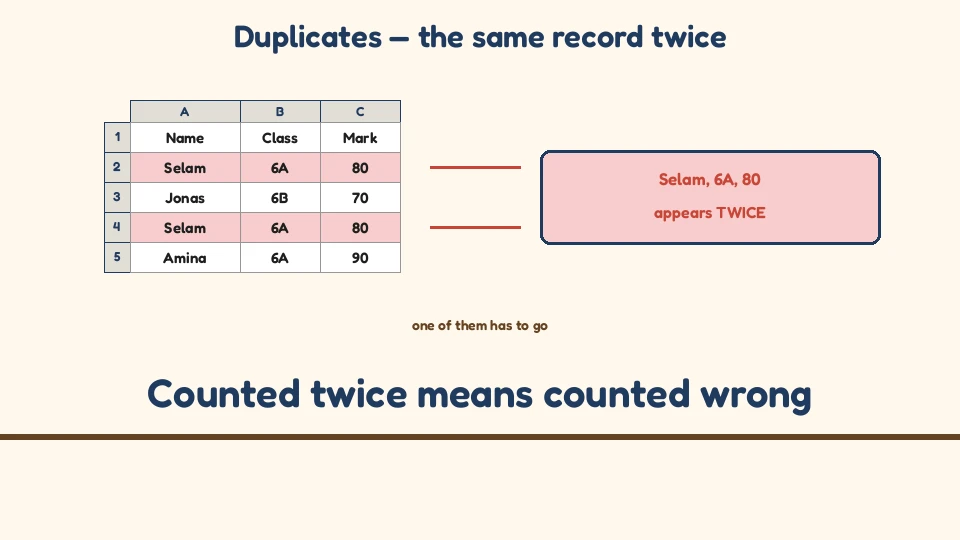 Duplicates — the same record twice
A B C
1 Name Class Mark
2 Selam 6A 80
3 Jonas 6B 70
4 Selam 6A 80
5 Amina 6A 90
Selam, 6A, 80
appears TWICE
one of them has to go
Counted twice means counted wrong